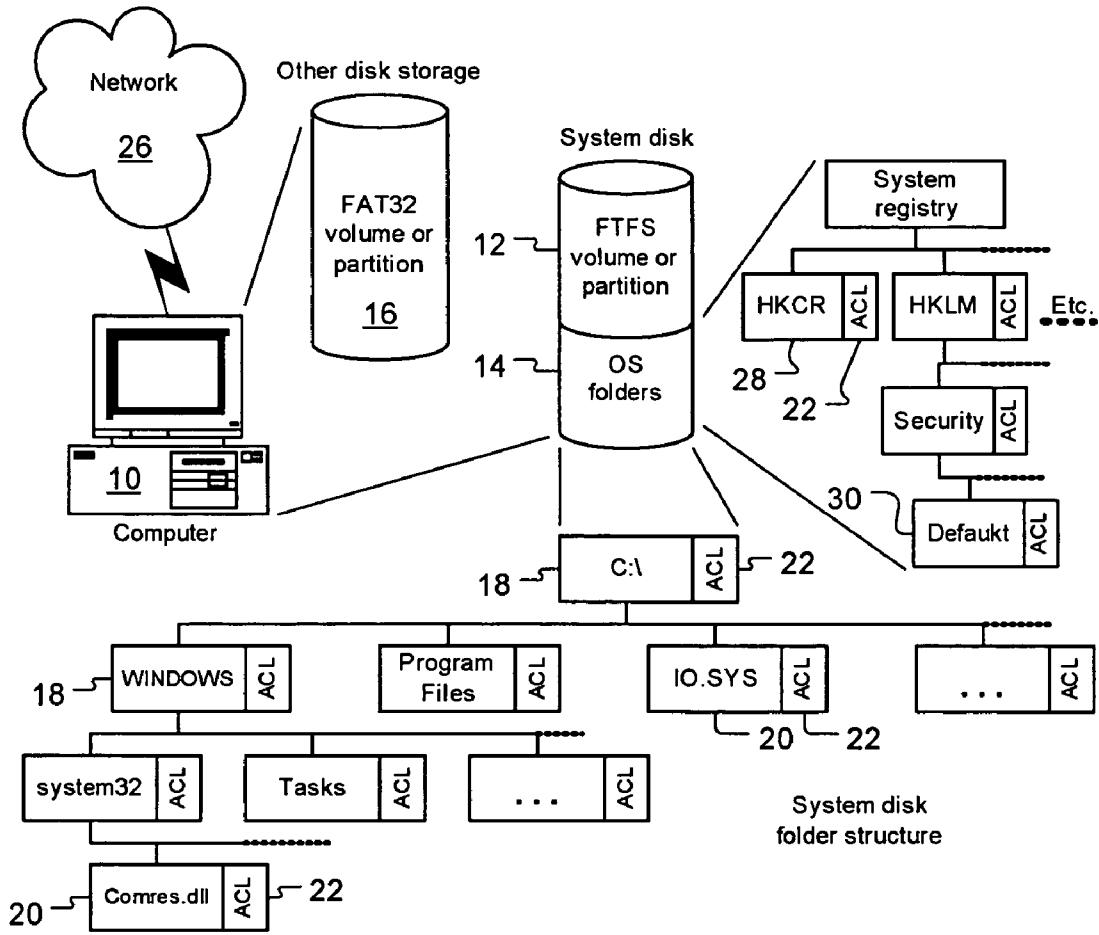 Network
26
Other disk storage
FAT32
volume or
partition
16
System disk
12
FTFS
volume or
partition
14
OS
folders
System
registry
HKCR
ACL
HKLM
ACL
Etc.
28
22
Security
ACL
30
Defaukt
ACL
10
Computer
18
C:\
ACL
22
18
WINDOWS
ACL
Program
Files
ACL
IO.SYS
ACL
...
ACL
20
22
system32
ACL
Tasks
ACL
...
ACL
System disk
folder structure
20
Comres.dll
ACL
22